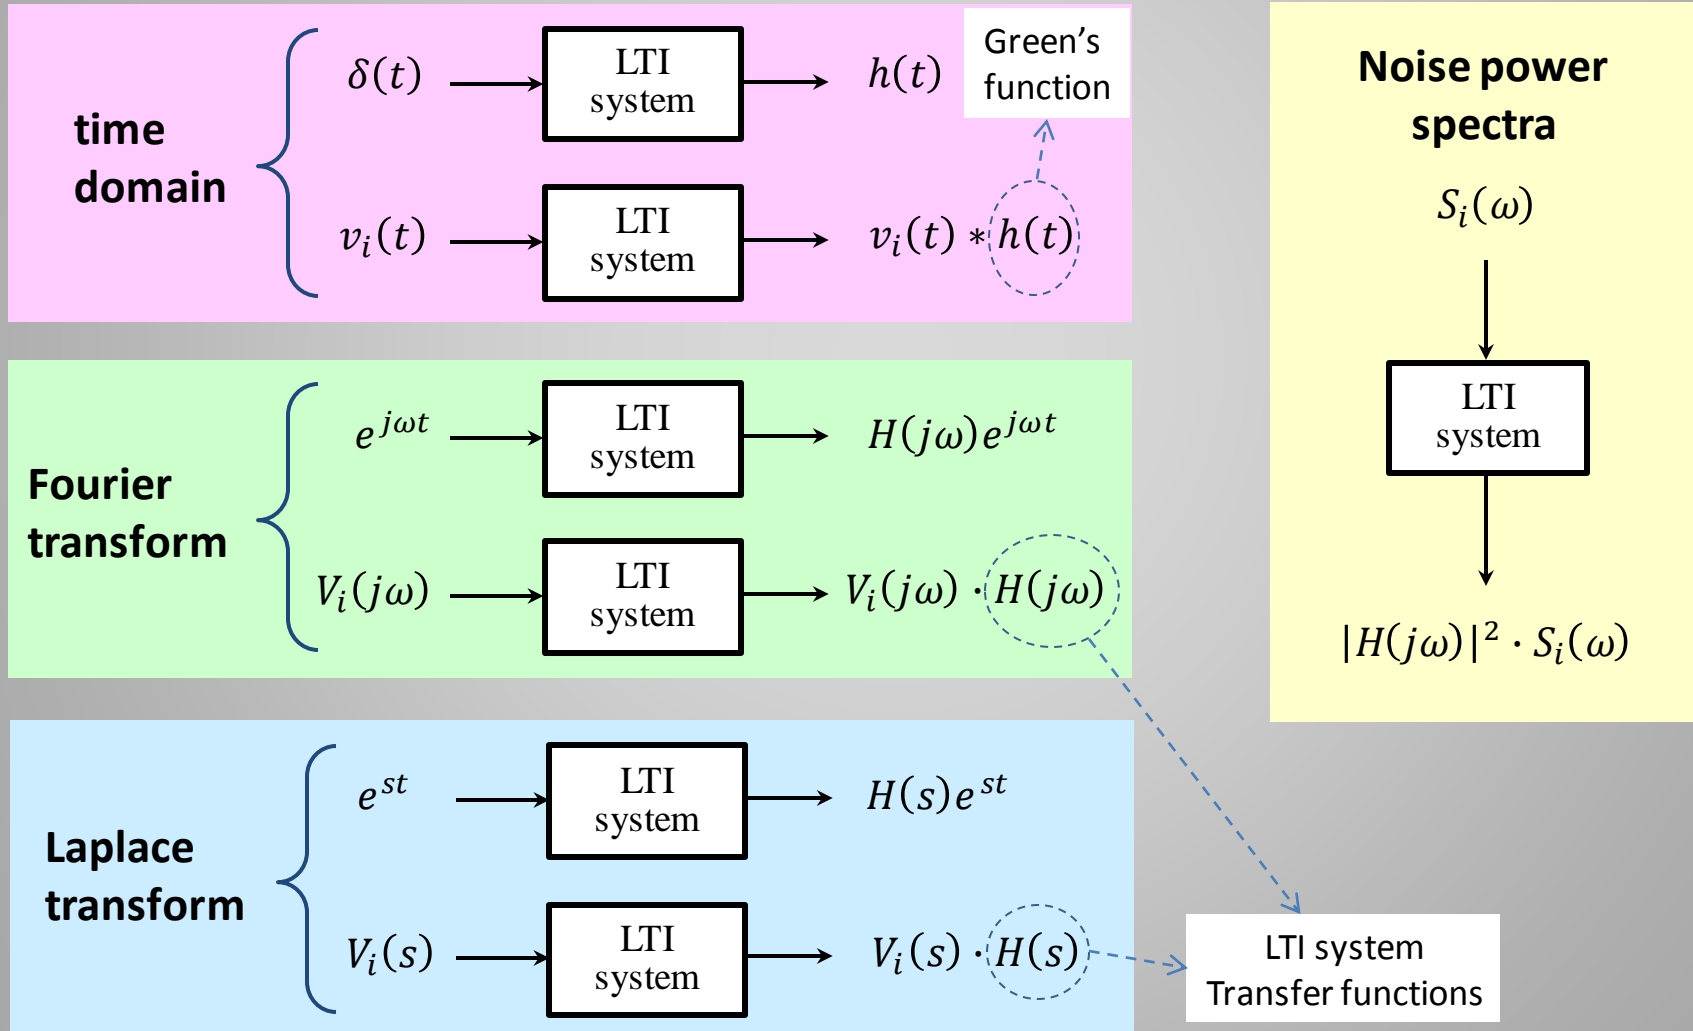 time
domain
δ(t)
LTI
system
h(t)
Green's
function
v_i(t)
LTI
system
v_i(t) * h(t)
Fourier
transform
e^{jωt}
LTI
system
H(jω)e^{jωt}
V_i(jω)
LTI
system
V_i(jω) · H(jω)
Laplace
transform
e^{st}
LTI
system
H(s)e^{st}
V_i(s)
LTI
system
V_i(s) · H(s)
LTI system
Transfer functions
Noise power
spectra
S_i(ω)
LTI
system
|H(jω)|² · S_i(ω)